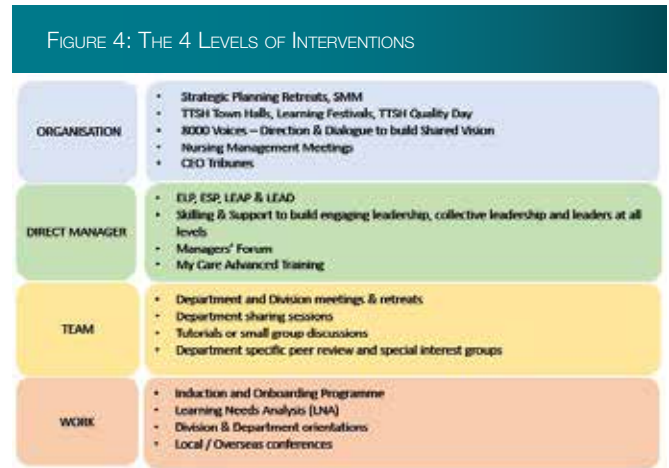 FIGURE 4: THE 4 LEVELS OF INTERVENTIONS
ORGANISATION
• Strategic Planning Retreats, SMM
• TTSH Town Halls, Learning Festivals, TTSH Quality Day
• 8000 Voices – Direction & Dialogue to build Shared Vision
• Nursing Management Meetings
• CEO Tribunes
DIRECT MANAGER
• ELP, ESP, LEAP & LEAD
• Skilling & Support to build engaging leadership, collective leadership and leaders at all
levels
• Managers' Forum
• My Care Advanced Training
TEAM
• Department and Division meetings & retreats
• Department sharing sessions
• Tutorials or small group discussions
• Department specific peer review and special interest groups
WORK
• Induction and Onboarding Programme
• Learning Needs Analysis (LNA)
• Division & Department orientations
• Local / Overseas conferences